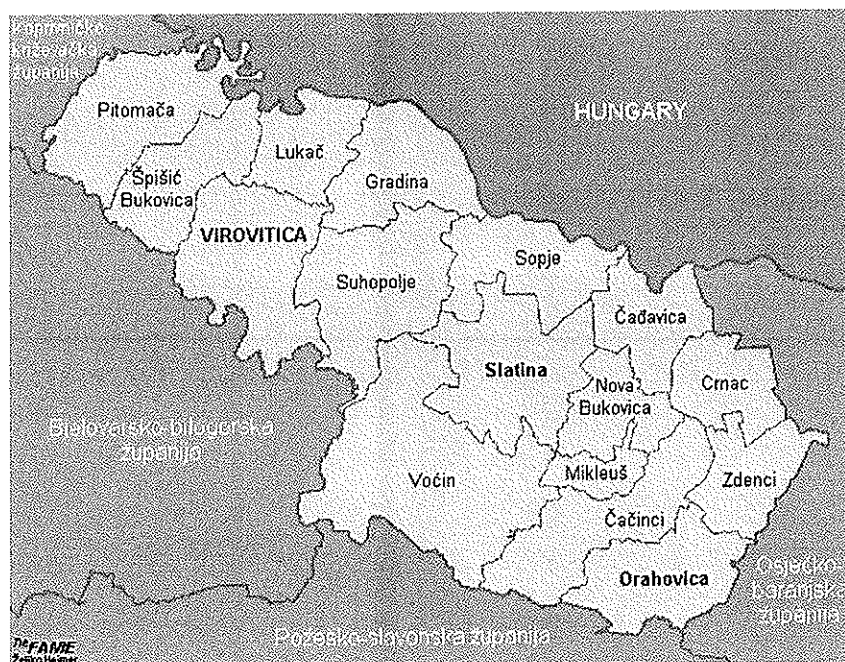 križevačka
županija
Pitomača
HUNGARY
Lukač
Špišić
Bukovica
Gradina
VIROVITICA
Sopje
Suhopolje
Čađavica
Slatina
Nova
Bukovica
Crnac
Bjelovarsko bilogorska
županija
Voćin
Mikleuš
Zdenci
Čačinci
Orahovica
Osječko
baranjska
županija
Požeško slavonska županija
The FAME